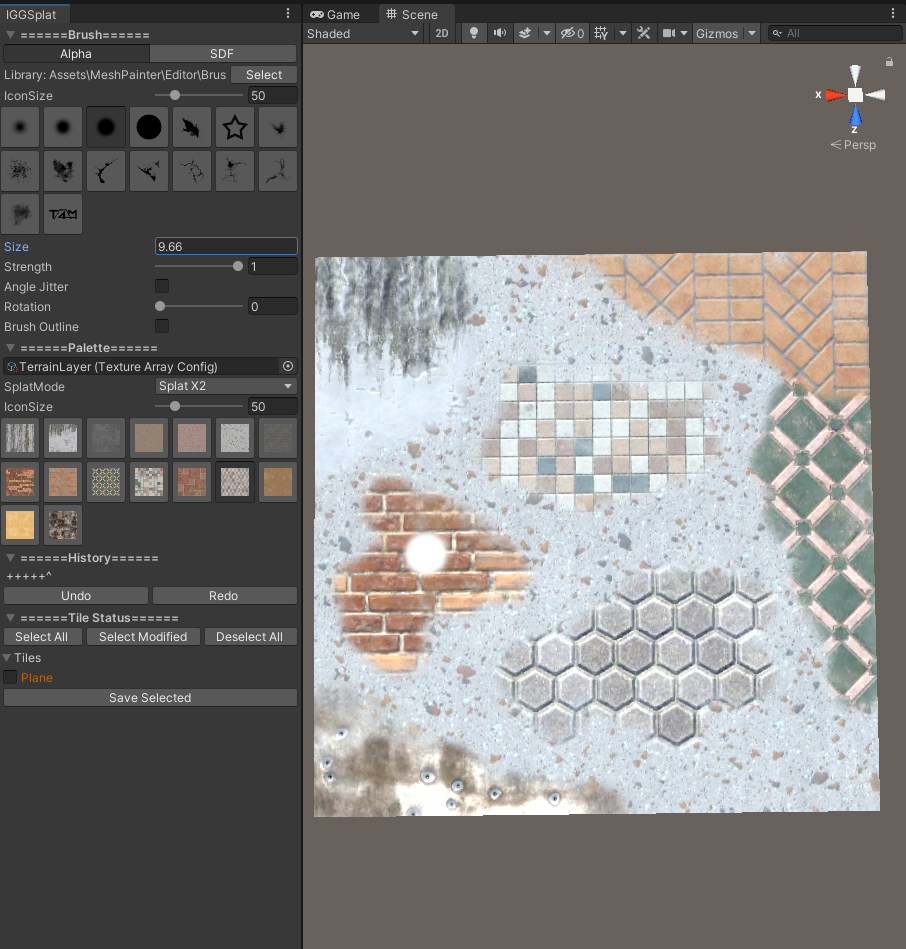 IGGSplat
Game
Scene
======Brush======
Alpha
SDF
Shaded
2D
0
Gizmos
All
Library: Assets\MeshPainter\Editor\Brus
Select
IconSize
50
T4M
Size
9.66
Strength
1
Angle Jitter
Rotation
0
Brush Outline
======Palette======
TerrainLayer (Texture Array Config)
SplatMode
Splat X2
IconSize
50
======History======
+++++^
Undo
Redo
======Tile Status======
Select All
Select Modified
Deselect All
Tiles
Plane
Save Selected
x
z
Persp